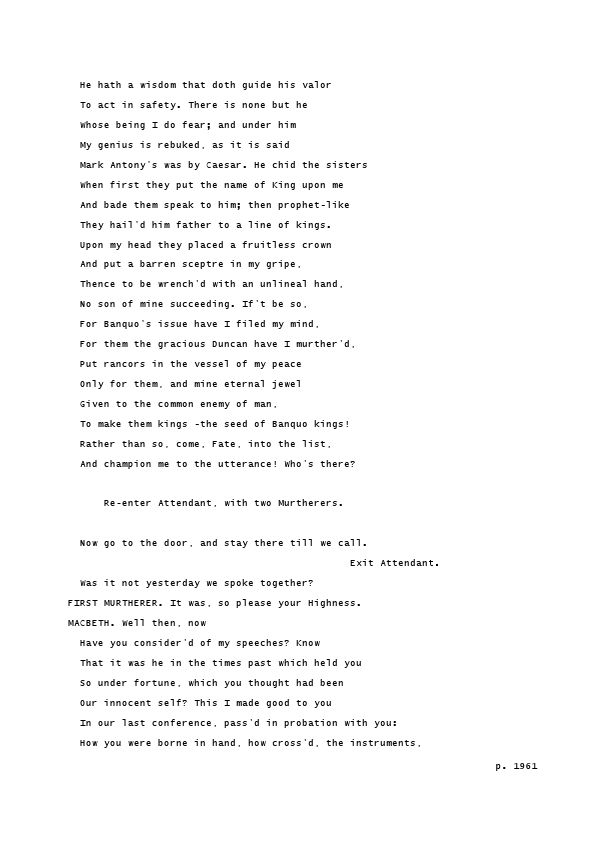 He hath a wisdom that doth guide his valor
To act in safety. There is none but he
Whose being I do fear; and under him
My genius is rebuked, as it is said
Mark Antony's was by Caesar. He chid the sisters
When first they put the name of King upon me
And bade them speak to him; then prophet-like
They hail'd him father to a line of kings.
Upon my head they placed a fruitless crown
And put a barren sceptre in my gripe,
Thence to be wrench'd with an unlineal hand,
No son of mine succeeding. If't be so,
For Banquo's issue have I filed my mind,
For them the gracious Duncan have I murther'd,
Put rancors in the vessel of my peace
Only for them, and mine eternal jewel
Given to the common enemy of man,
To make them kings -the seed of Banquo kings!
Rather than so, come, Fate, into the list,
And champion me to the utterance! Who's there?
Re-enter Attendant, with two Murtherers.
Now go to the door, and stay there till we call.
Exit Attendant.
Was it not yesterday we spoke together?
FIRST MURTHERER. It was, so please your Highness.
MACBETH. Well then, now
Have you consider'd of my speeches? Know
That it was he in the times past which held you
So under fortune, which you thought had been
Our innocent self? This I made good to you
In our last conference, pass'd in probation with you:
How you were borne in hand, how cross'd, the instruments,
p. 1961